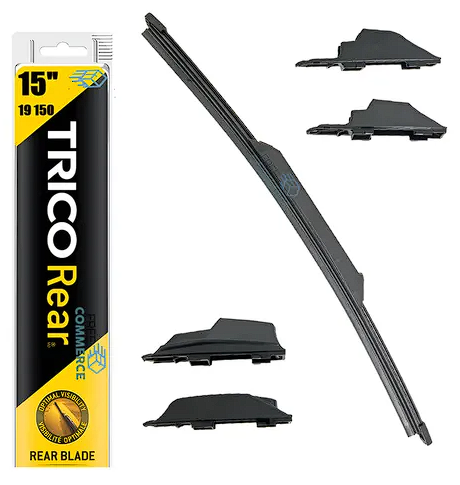 15"
19 150
TRICO Rear®
FREE
COMMERCE
OPTIMAL VISIBILITY
VISIBILITÉ OPTIMALE
REAR BLADE